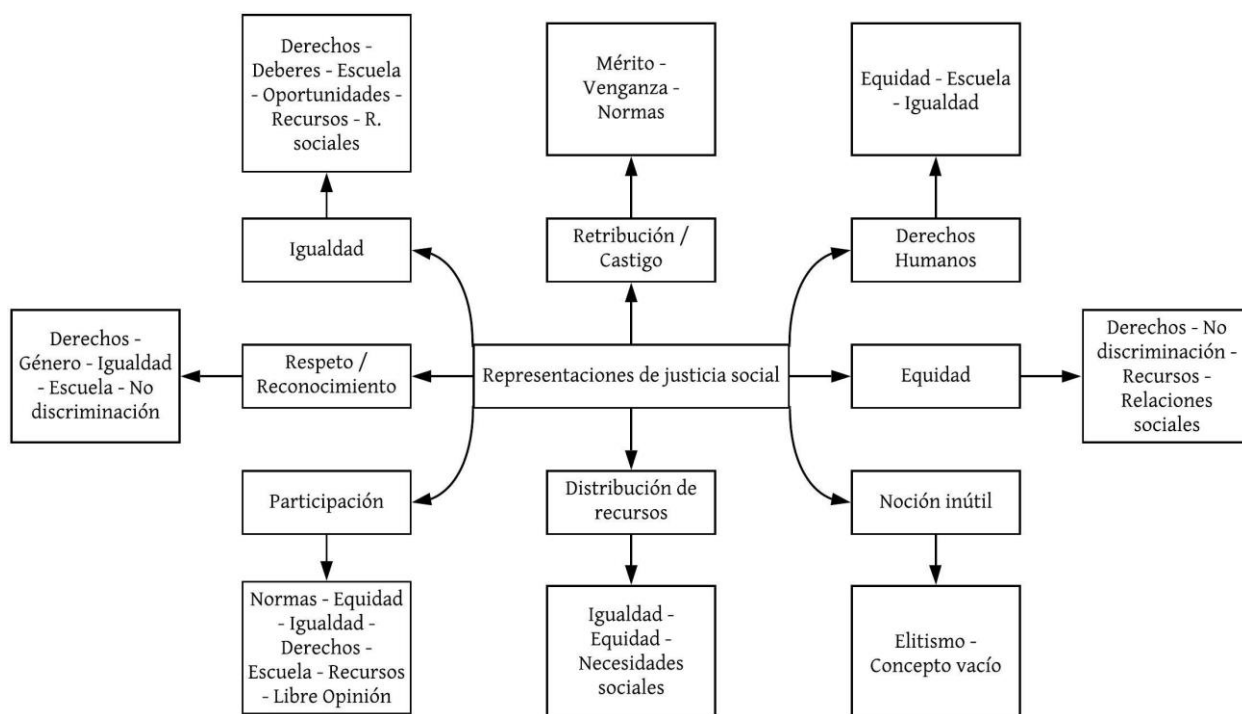 Derechos -
Deberes - Escuela
- Oportunidades -
Recursos - R.
sociales
Mérito -
Venganza -
Normas
Equidad - Escuela
- Igualdad
Igualdad
Retribución /
Castigo
Derechos
Humanos
Derechos -
Género - Igualdad
- Escuela - No
discriminación
Respeto /
Reconocimiento
Representaciones de justicia social
Equidad
Derechos - No
discriminación -
Recursos -
Relaciones
sociales
Participación
Distribución de
recursos
Noción inútil
Normas - Equidad
- Igualdad -
Derechos -
Escuela - Recursos
- Libre Opinión
Igualdad -
Equidad -
Necesidades
sociales
Elitismo -
Concepto vacío